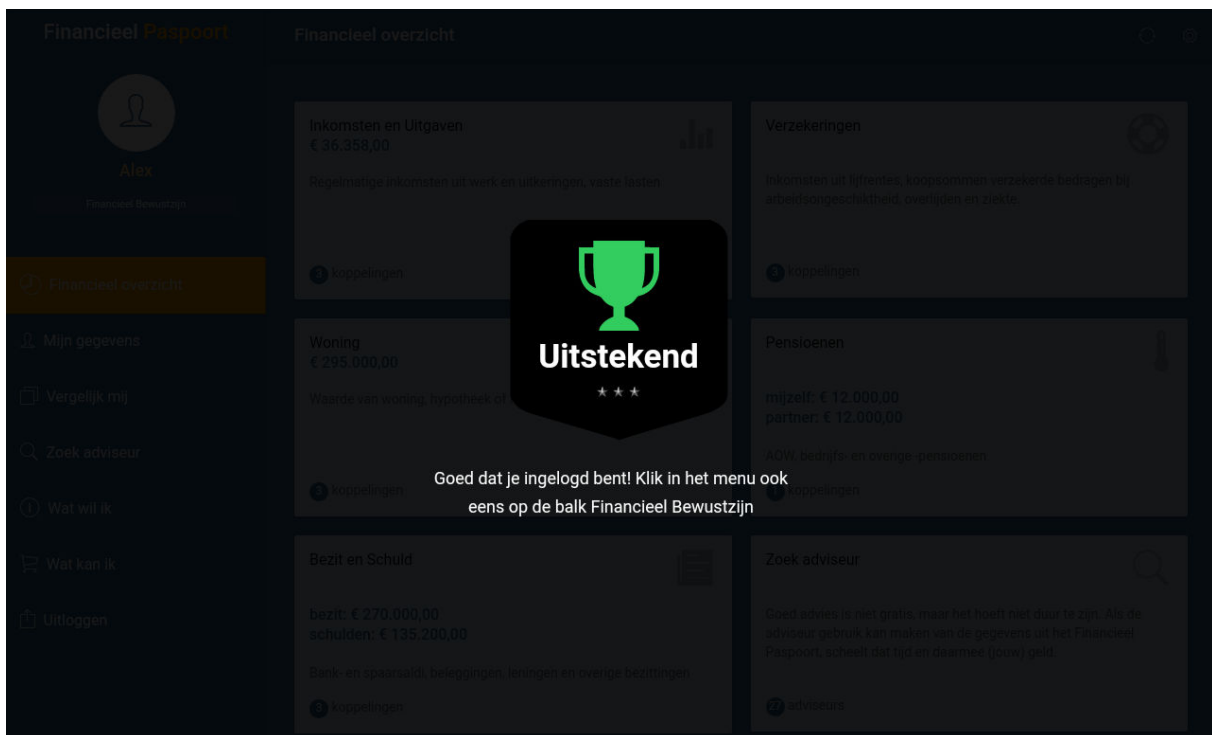 Financieel Paspoort
Financieel overzicht
Alex
Financieel Bewustzijn
Financieel overzicht
Mijn gegevens
Vergelijk mij
Zoek adviseur
Wat wil ik
Wat kan ik
Uitloggen
Inkomsten en Uitgaven
€ 36.358,00
Regelmatige inkomsten uit werk en uitkeringen, vaste lasten
koppelingen
Verzekeringen
Inkomsten uit lijfrentes, koopsommen verzekerde bedragen bij
arbeidsongeschiktheid, overlijden en ziekte.
3 koppelingen
Woning
€ 295.000,00
Waarde van woning, hypotheek of
3 koppelingen
Pensioenen
mijzelf: € 12.000,00
partner: € 12.000,00
AOW, bedrijfs- en overige- pensioenen
1 koppelingen
Bezit en Schuld
bezit: € 270.000,00
schulden: € 135.200,00
Bank- en spaarsaldi, beleggingen, leningen en overige bezittingen
3 koppelingen
Zoek adviseur
Goed advies is niet gratis, maar het hoeft niet duur te zijn. Als de
adviseur gebruik kan maken van de gegevens uit het Financieel
Paspoort, scheelt dat tijd en daarmee (jouw) geld.
27 adviseurs
Uitstekend
Goed dat je ingelogd bent! Klik in het menu ook
eens op de balk Financieel Bewustzijn